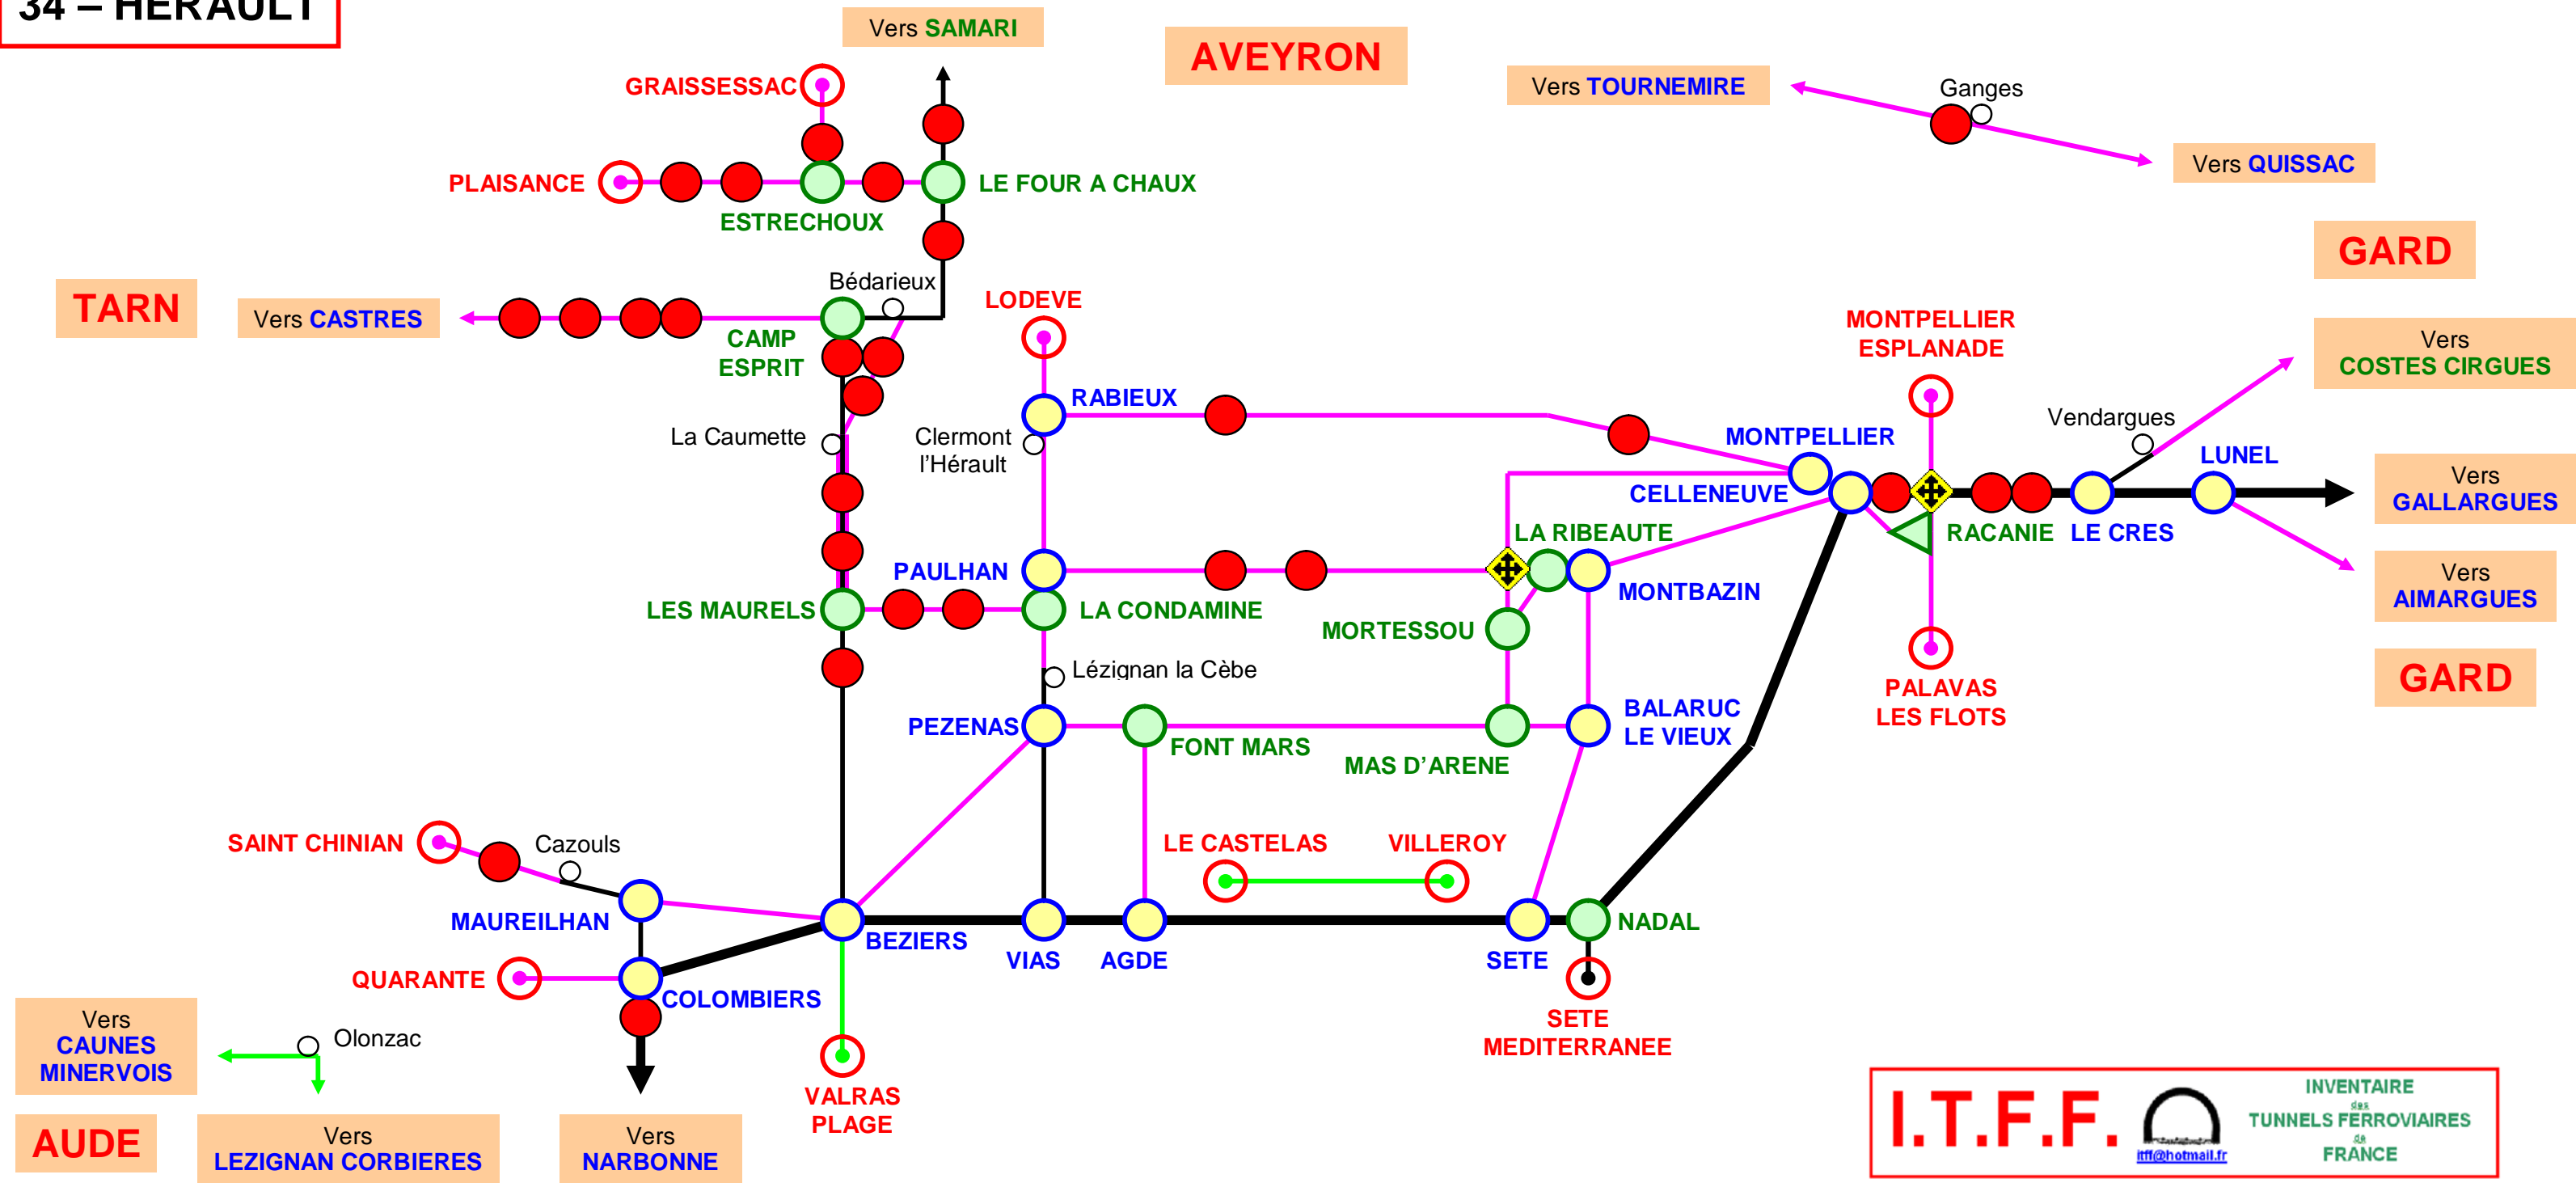 34 – HERAULT
Vers SAMARI
AVEYRON
GRAISSESSAC
Vers TOURNEMIRE
Ganges
Vers QUISSAC
PLAISANCE
LE FOUR A CHAUX
ESTRECHOUX
GARD
TARN
Vers CASTRES
Bédarieux
CAMP
ESPRIT
LODEVE
MONTPELLIER
ESPLANADE
Vers
COSTES CIRGUES
RABIEUX
La Caumette
Clermont
l’Hérault
MONTPELLIER
Vendargues
LUNEL
CELLENEUVE
Vers
GALLARGUES
LA RIBEAUTE
RACANIE
LE CRES
PAULHAN
MONTBAZIN
Vers
AIMARGUES
LES MAURELS
LA CONDAMINE
MORTESSOU
Lézignan la Cèbe
GARD
PALAVAS
LES FLOTS
PEZENAS
FONT MARS
BALARUC
LE VIEUX
MAS D’ARENE
SAINT CHINIAN
Cazouls
LE CASTELAS
VILLEROY
MAUREILHAN
BEZIERS
VIAS
AGDE
SETE
NADAL
QUARANTE
COLOMBIERS
SETE
MEDITERRANEE
Vers
CAUNES
MINERVOIS
Olonzac
VALRAS
PLAGE
AUDE
Vers
LEZIGNAN CORBIERES
Vers
NARBONNE
I.T.F.F.
itff@hotmail.fr
INVENTAIRE
des
TUNNELS FERROVIAIRES
de
FRANCE